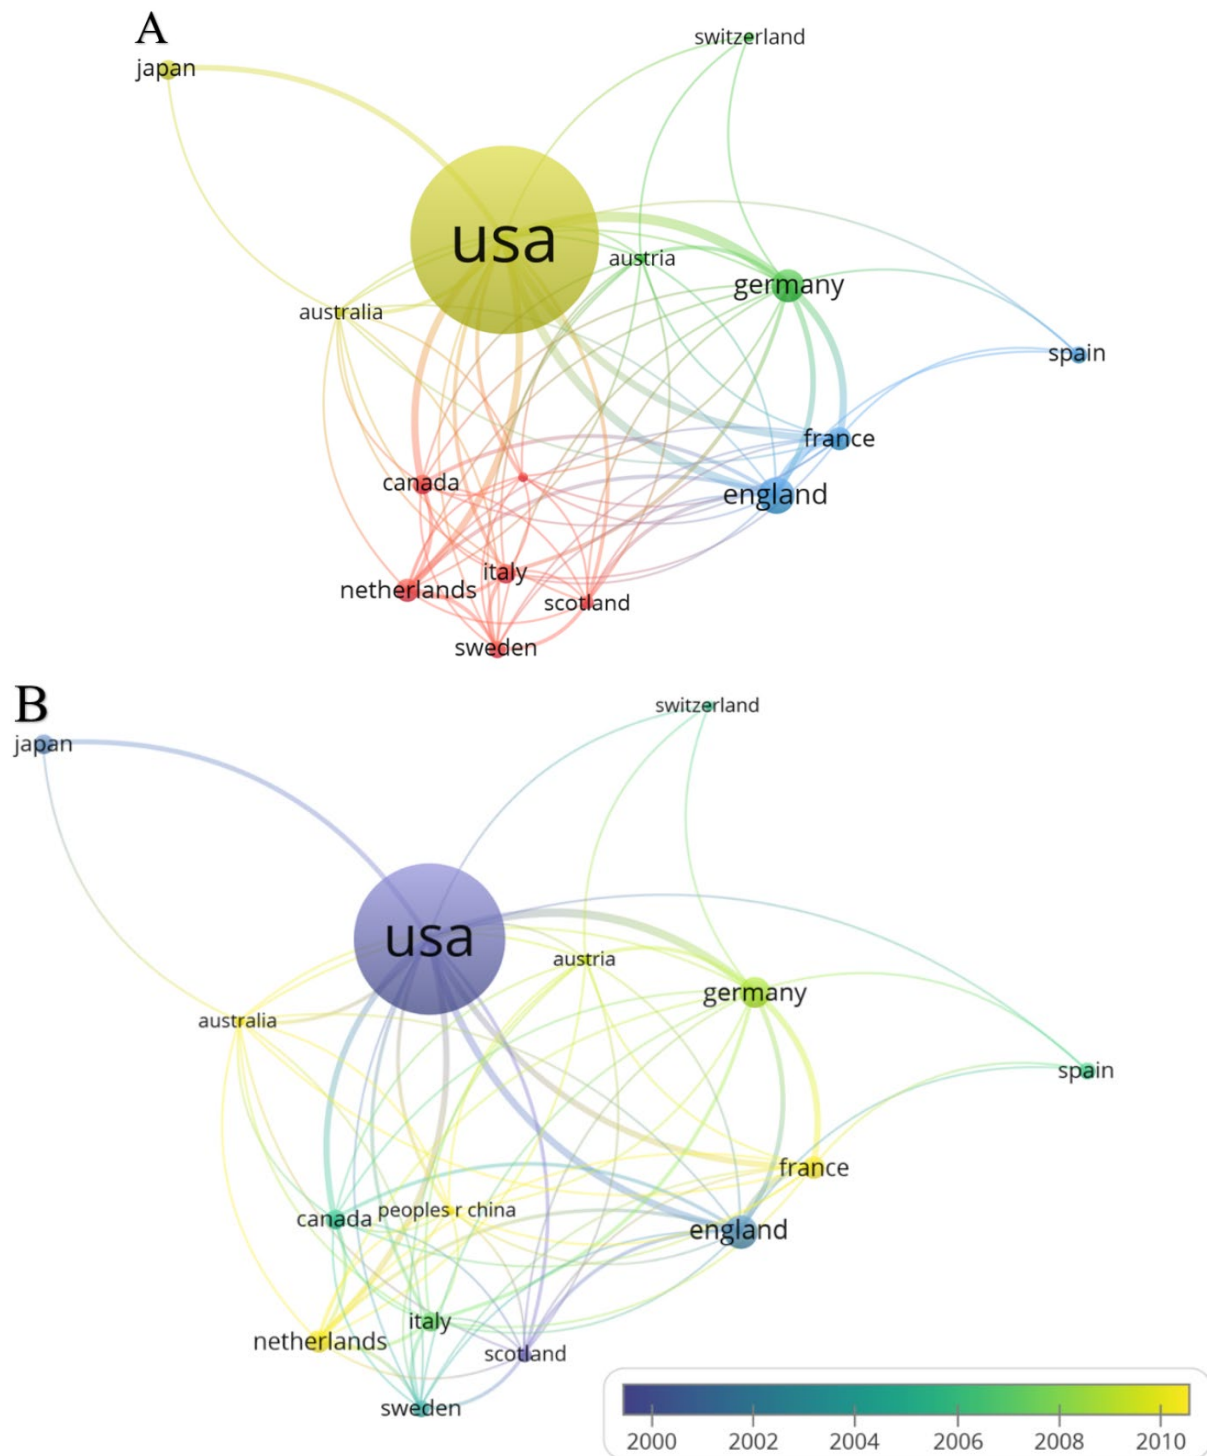 A
switzerland
japan
usa
austria
germany
australia
spain
france
canada
england
italy
netherlands
scotland
sweden
B
switzerland
japan
usa
austria
germany
australia
spain
france
peoples r china
canada
england
italy
netherlands
scotland
sweden
2000 2002 2004 2006 2008 2010